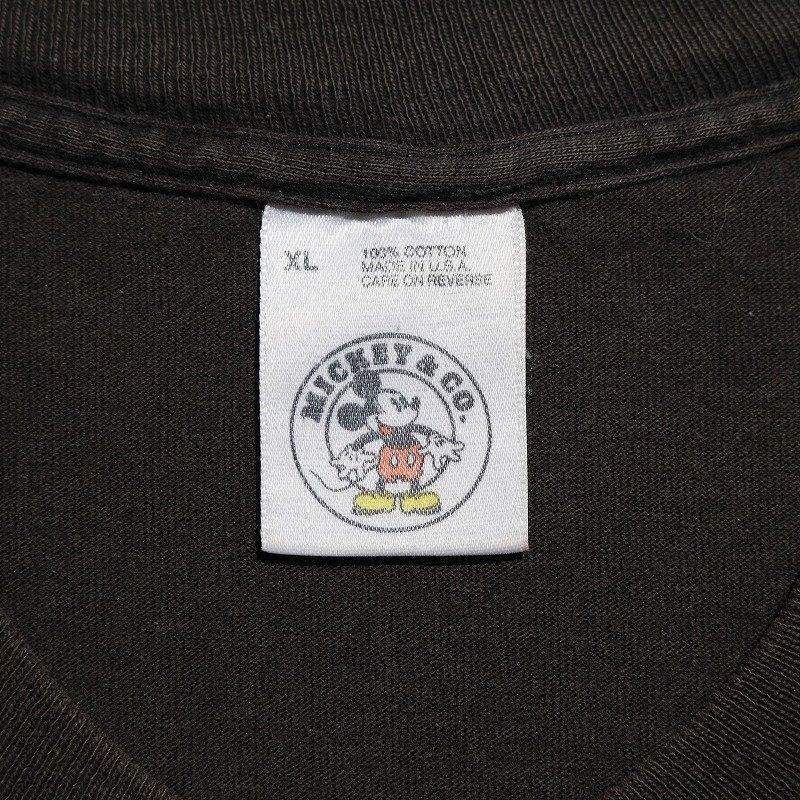 XL
100% COTTON
MADE IN U.S.A.
CARE ON REVERSE
MICKEY & CO.